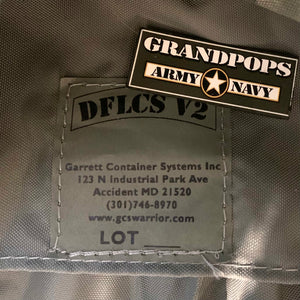 GRANDPOPS
ARMY NAVY
DFLCS V2
Garrett Container Systems Inc
123 N Industrial Park Ave
Accident MD 21520
(301)746-8970
www.gcswarrior.com
LOT ___